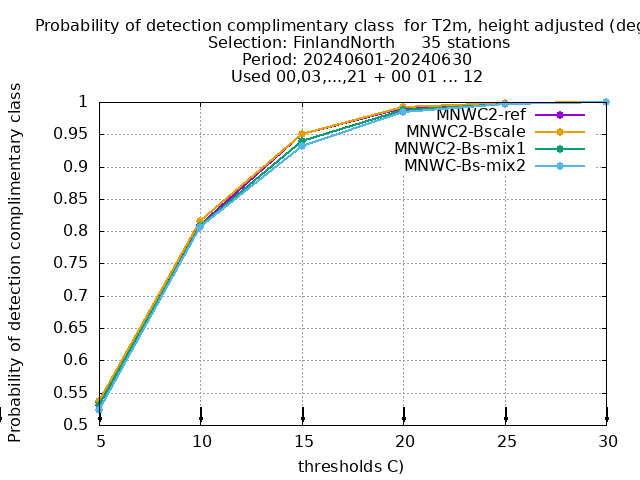 Probability of detection complimentary class for T2m, height adjusted (deg
Selection: FinlandNorth 35 stations
Period: 20240601-20240630
Used 00,03,...,21 + 00 01 ... 12
Probability of detection complimentary class
1
0.95
0.9
0.85
0.8
0.75
0.7
0.65
0.6
0.55
0.5
MNWC2-ref
MNWC2-Bscale
MNWC2-Bs-mix1
MNWC-Bs-mix2
5 10 15 20 25 30
thresholds C)